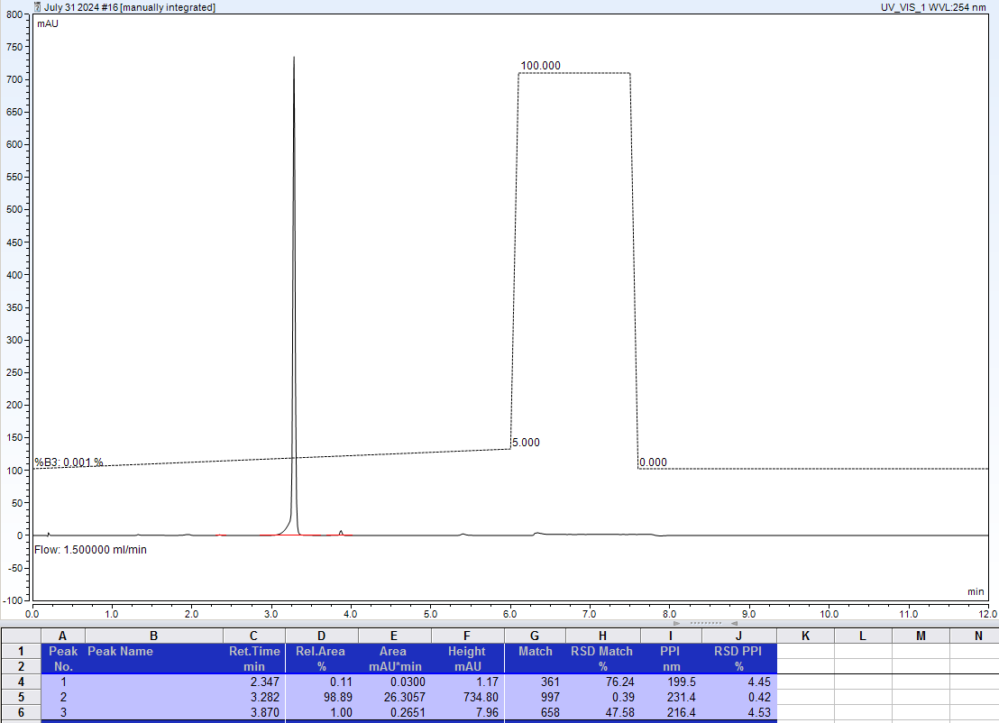 July 31 2024 #16 [manually integrated] UV_VIS_1 WVL:254 nm
800
mAU
750
100.000
700
650
600
550
500
450
400
350
300
250
200
150
5.000
%B3: 0.001 %
0.000
100
50
0
Flow: 1.500000 ml/min
-50
min
-100
0.0 1.0 2.0 3.0 4.0 5.0 6.0 7.0 8.0 9.0 10.0 11.0 12.0
A B C D E F G H I J K L M N
1 Peak Peak Name Ret.Time Rel.Area Area Height Match RSD Match PPI RSD PPI
2 No. min % mAU*min mAU % nm %
4 1 2.347 0.11 0.0300 1.17 361 76.24 199.5 4.45
5 2 3.282 98.89 26.3057 734.80 997 0.39 231.4 0.42
6 3 3.870 1.00 0.2651 7.96 658 47.58 216.4 4.53